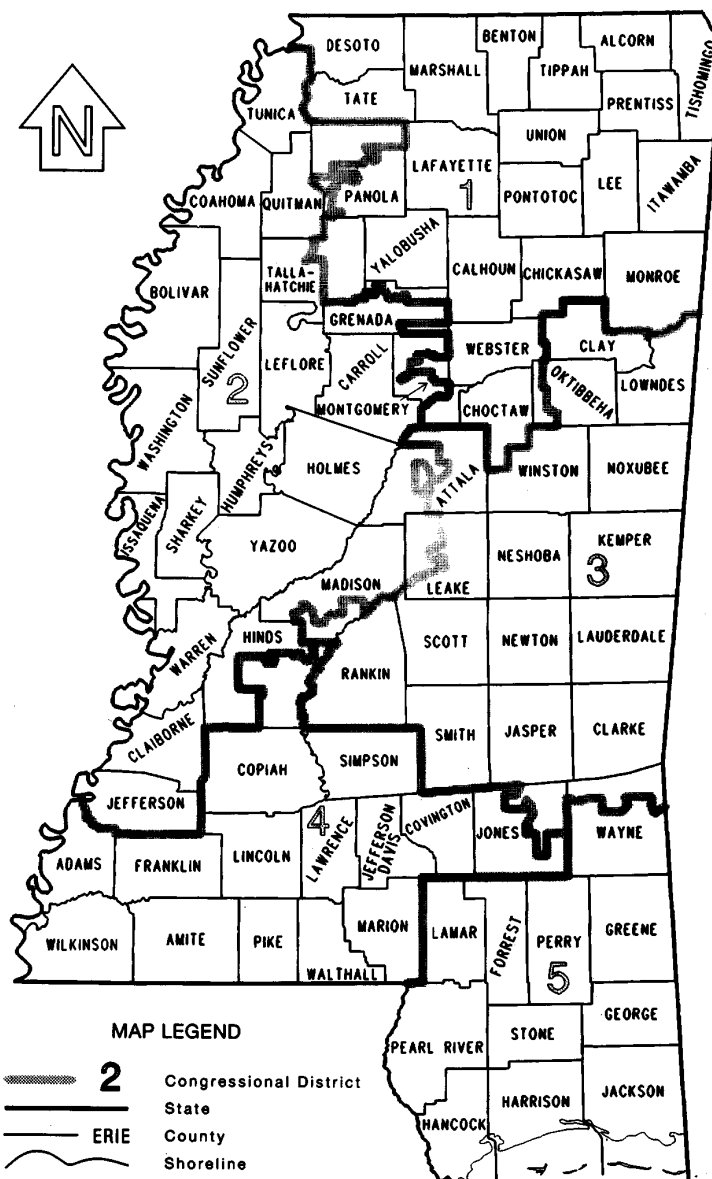 DESOTO
BENTON
ALCORN
MARSHALL
TIPPAH
TISHOMINGO
N
TATE
PRENTISS
TUNICA
UNION
LAFAYETTE
1
LEE
ITAWAMBA
COAHOMA
QUITMAN
PANOLA
PONTOTOC
YALOBUSHA
TALLA-
HATCHIE
CALHOUN
CHICKASAW
MONROE
BOLIVAR
GRENADA
SUNFLOWER
2
LEFLORE
CARROLL
WEBSTER
CLAY
OKTIBBEHA
LOWNDES
WASHINGTON
MONTGOMERY
CHOCTAW
HUMPHREYS
HOLMES
ATTALA
WINSTON
NOXUBEE
ISSAQUENA
SHARKEY
YAZOO
NESHOBA
KEMPER
3
MADISON
LEAKE
WARREN
HINDS
SCOTT
NEWTON
LAUDERDALE
RANKIN
CLAIBORNE
SMITH
JASPER
CLARKE
COPIAH
SIMPSON
JEFFERSON
4
LAWRENCE
JEFFERSON
DAVIS
COVINGTON
JONES
WAYNE
ADAMS
FRANKLIN
LINCOLN
WILKINSON
AMITE
PIKE
MARION
LAMAR
FORREST
PERRY
5
GREENE
WALTHALL
GEORGE
STONE
PEARL RIVER
HARRISON
JACKSON
HANCOCK
MAP LEGEND
2 Congressional District
State
ERIE County
Shoreline